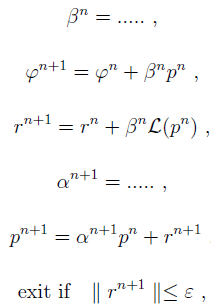 βⁿ = ..... ,
φⁿ⁺¹ = φⁿ + βⁿpⁿ ,
rⁿ⁺¹ = rⁿ + βⁿ𝓛(pⁿ) ,
αⁿ⁺¹ = ..... ,
pⁿ⁺¹ = αⁿ⁺¹pⁿ + rⁿ⁺¹
exit if ‖ rⁿ⁺¹ ‖≤ ε ,